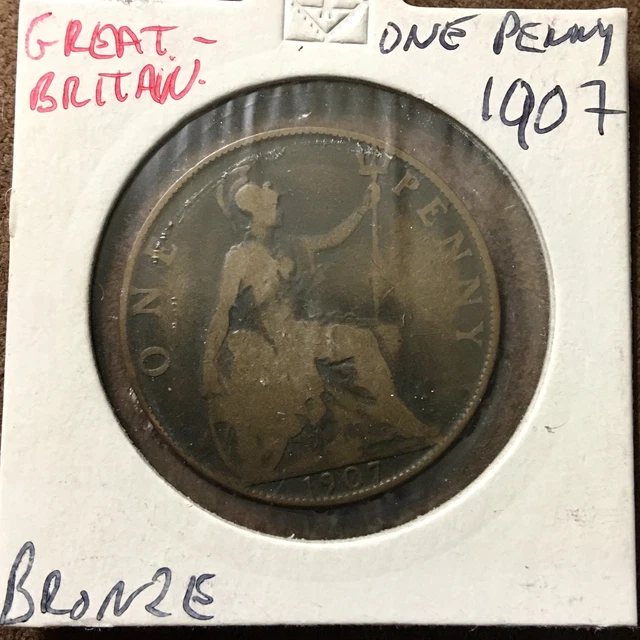 GREAT-
BRITAIN.
ONE PENNY
1907
ONE PENNY
1907
BRONZE